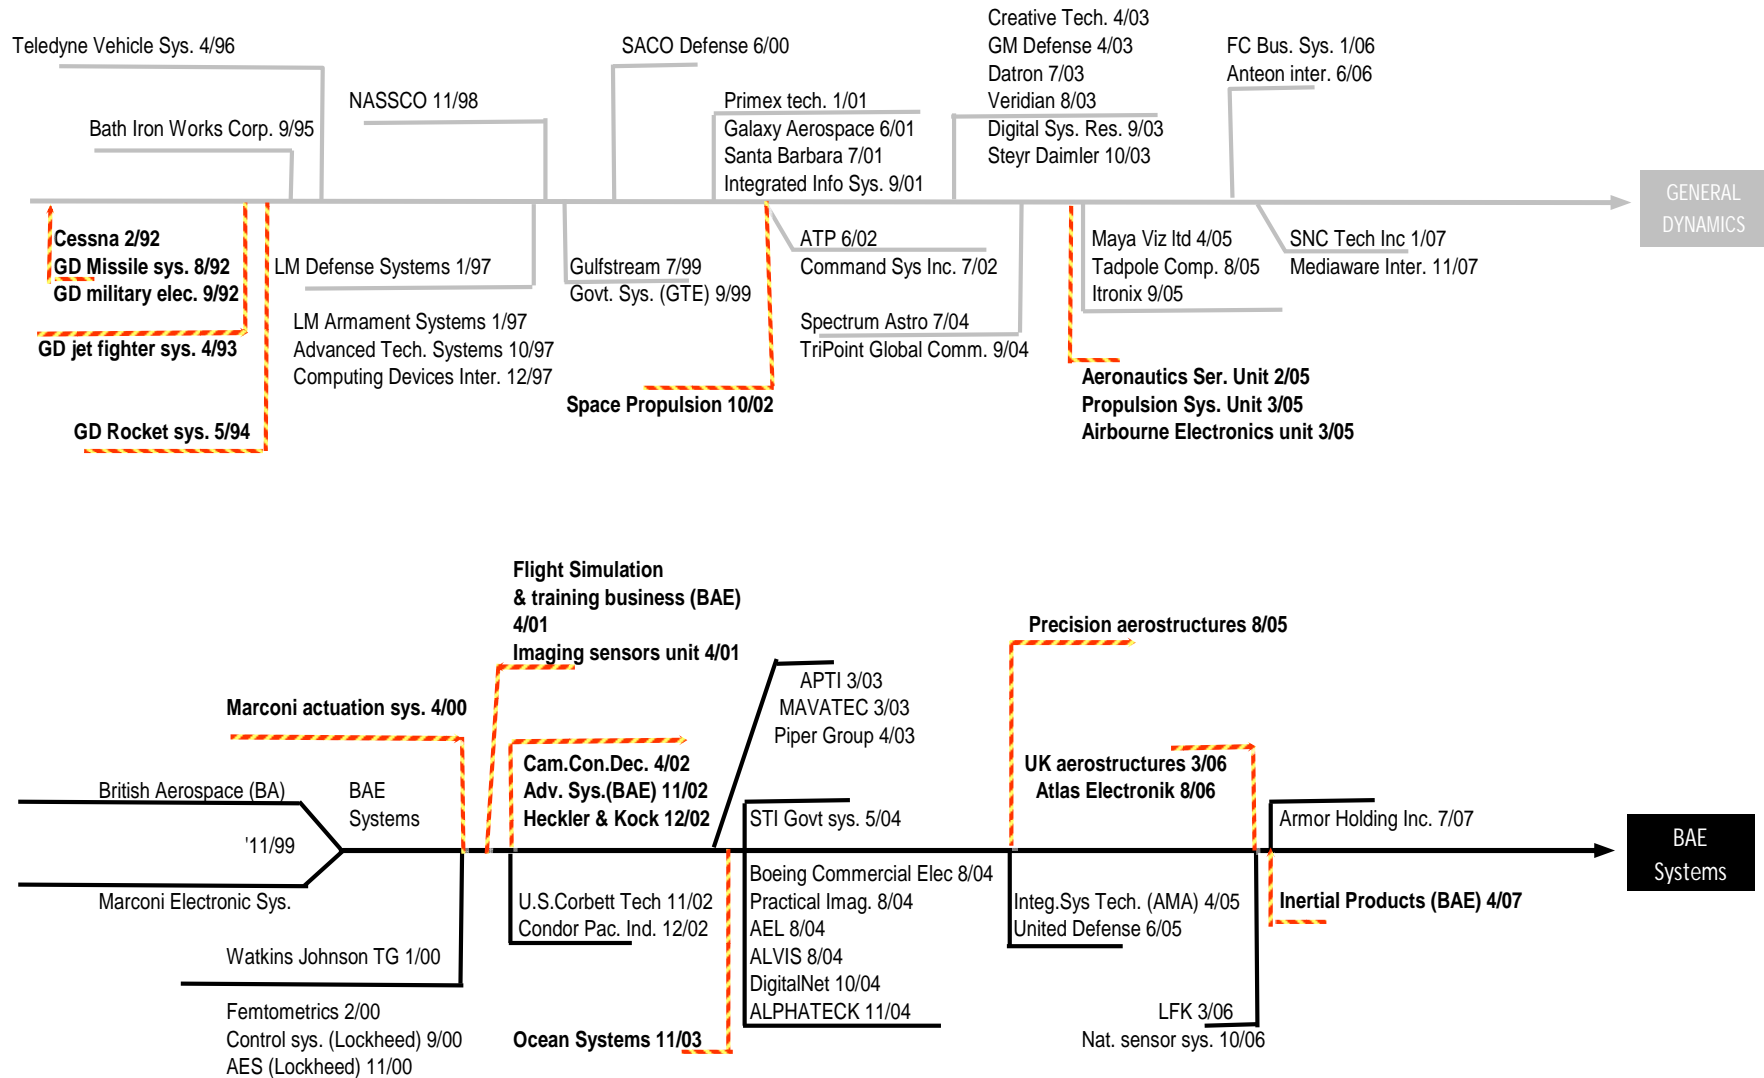 Teledyne Vehicle Sys. 4/96
Bath Iron Works Corp. 9/95
NASSCO 11/98
SACO Defense 6/00
Primex tech. 1/01
Galaxy Aerospace 6/01
Santa Barbara 7/01
Integrated Info Sys. 9/01
Creative Tech. 4/03
GM Defense 4/03
Datron 7/03
Veridian 8/03
Digital Sys. Res. 9/03
Steyr Daimler 10/03
FC Bus. Sys. 1/06
Anteon inter. 6/06
GENERAL
DYNAMICS
Cessna 2/92
GD Missile sys. 8/92
GD military elec. 9/92
GD jet fighter sys. 4/93
GD Rocket sys. 5/94
LM Defense Systems 1/97
LM Armament Systems 1/97
Advanced Tech. Systems 10/97
Computing Devices Inter. 12/97
Gulfstream 7/99
Govt. Sys. (GTE) 9/99
Space Propulsion 10/02
ATP 6/02
Command Sys Inc. 7/02
Spectrum Astro 7/04
TriPoint Global Comm. 9/04
Maya Viz ltd 4/05
Tadpole Comp. 8/05
Itronix 9/05
Aeronautics Ser. Unit 2/05
Propulsion Sys. Unit 3/05
Airbourne Electronics unit 3/05
SNC Tech Inc 1/07
Mediaware Inter. 11/07
Flight Simulation
& training business (BAE)
4/01
Imaging sensors unit 4/01
Marconi actuation sys. 4/00
Cam.Con.Dec. 4/02
Adv. Sys.(BAE) 11/02
Heckler & Kock 12/02
APTI 3/03
MAVATEC 3/03
Piper Group 4/03
STI Govt sys. 5/04
Precision aerostructures 8/05
UK aerostructures 3/06
Atlas Electronik 8/06
Armor Holding Inc. 7/07
British Aerospace (BA)
'11/99
Marconi Electronic Sys.
BAE
Systems
BAE
Systems
Watkins Johnson TG 1/00
Femtometrics 2/00
Control sys. (Lockheed) 9/00
AES (Lockheed) 11/00
U.S.Corbett Tech 11/02
Condor Pac. Ind. 12/02
Ocean Systems 11/03
Boeing Commercial Elec 8/04
Practical Imag. 8/04
AEL 8/04
ALVIS 8/04
DigitalNet 10/04
ALPHATECK 11/04
Integ.Sys Tech. (AMA) 4/05
United Defense 6/05
LFK 3/06
Nat. sensor sys. 10/06
Inertial Products (BAE) 4/07